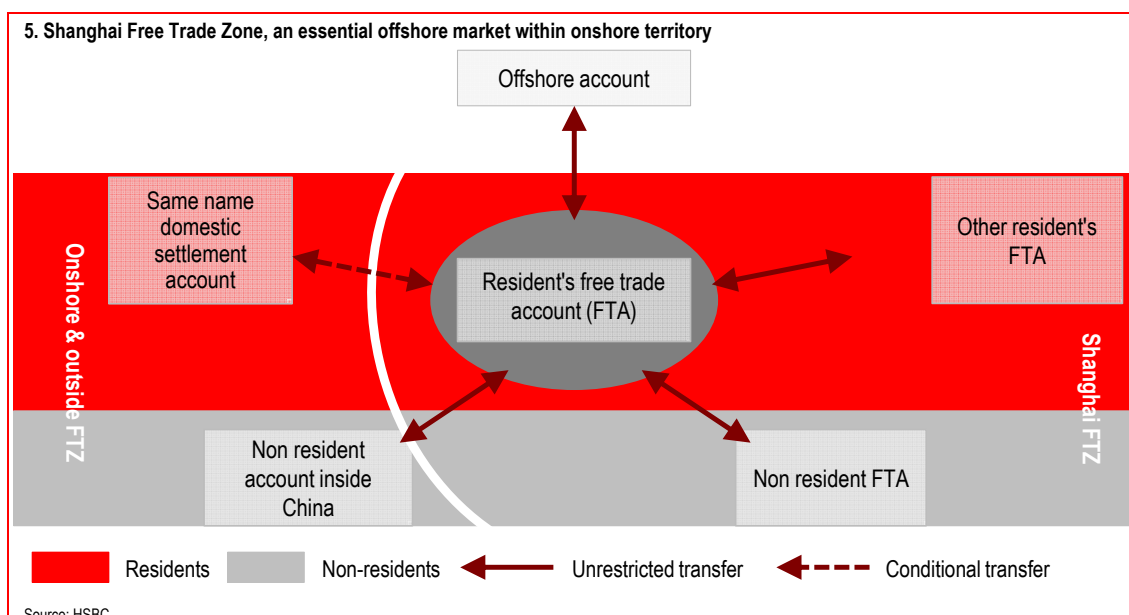 5. Shanghai Free Trade Zone, an essential offshore market within onshore territory
Offshore account
Same name
domestic
settlement
account
Onshore & outside FTZ
Resident's free trade
account (FTA)
Other resident's
FTA
Shanghai FTZ
Non resident
account inside
China
Non resident FTA
Residents
Non-residents
Unrestricted transfer
Conditional transfer
Source: HSBC